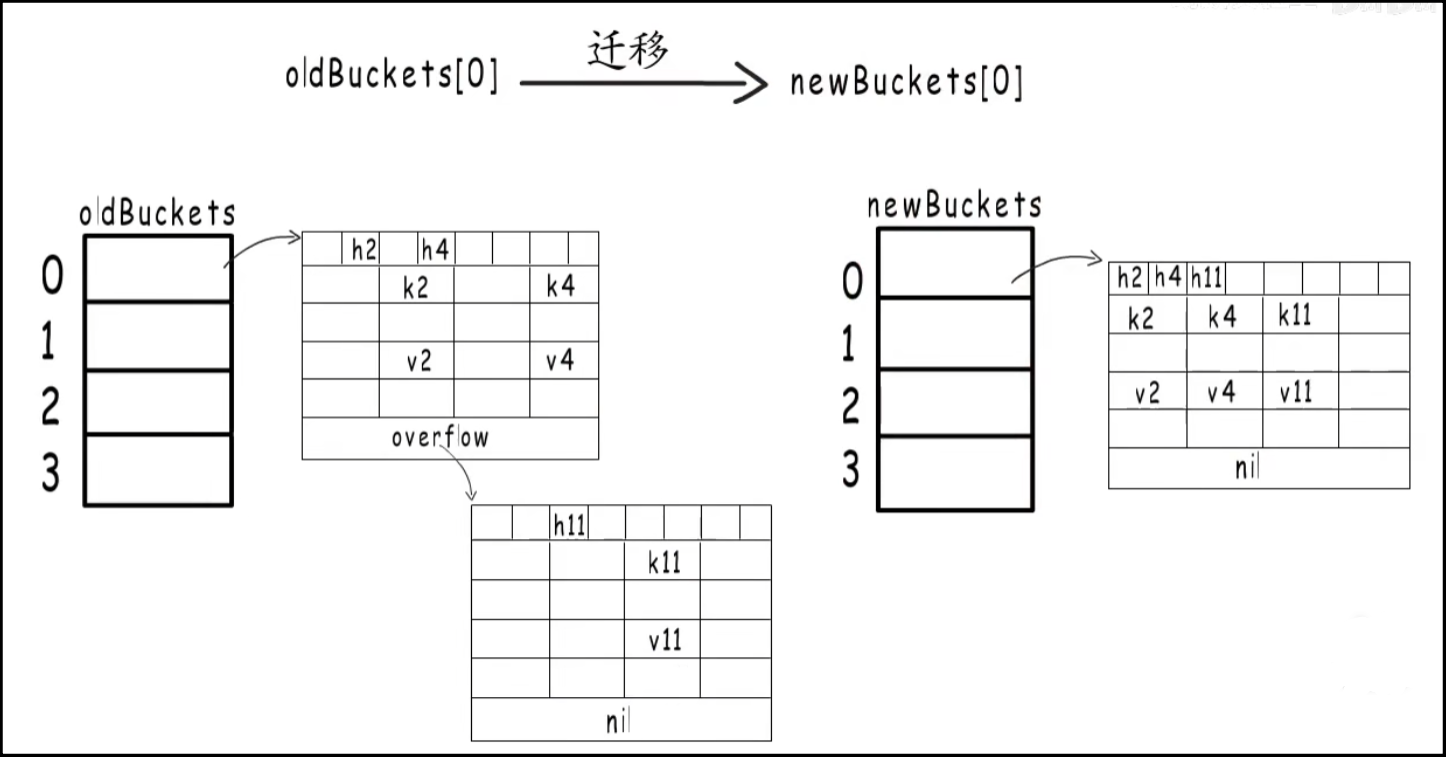 迁移
oldBuckets[0] newBuckets[0]
oldBuckets
0
1
2
3
h2 h4
k2 k4
v2 v4
overflow
h11
k11
v11
nil
newBuckets
0
1
2
3
h2 h4 h11
k2 k4 k11
v2 v4 v11
nil